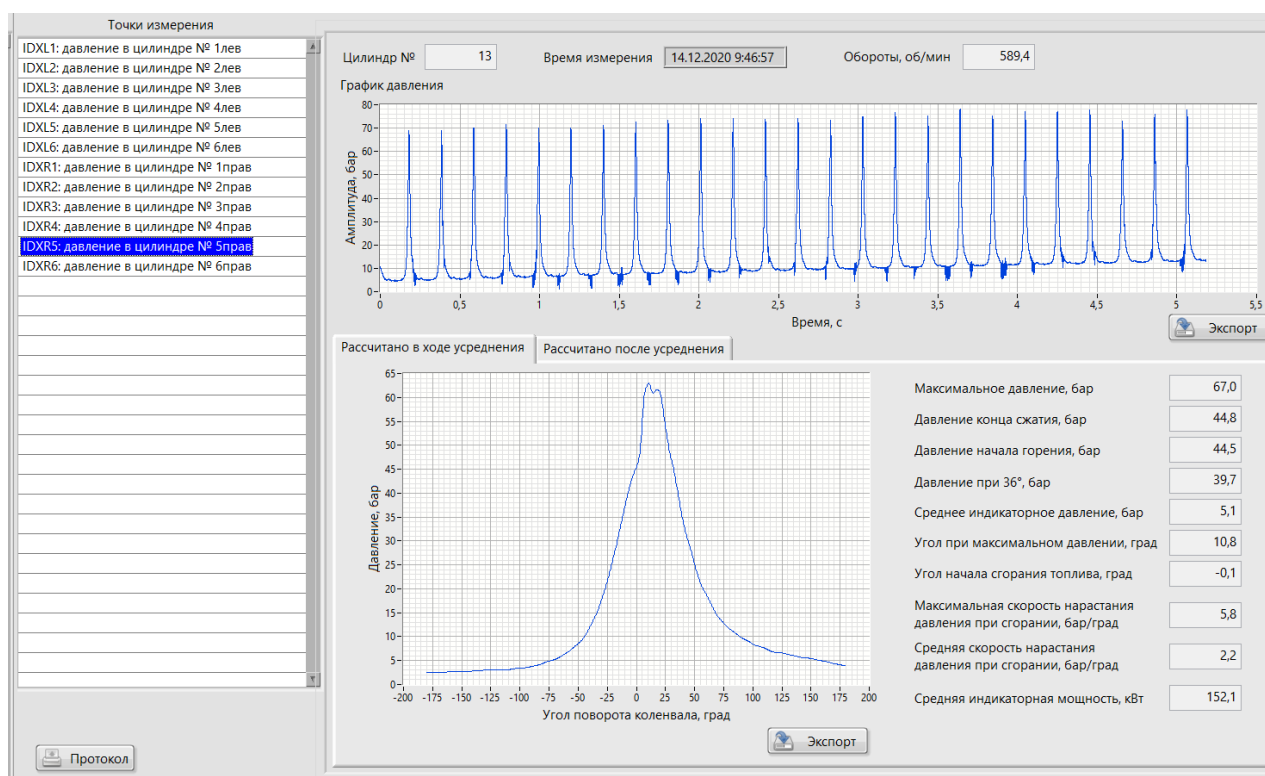 Точки измерения
IDXL1: давление в цилиндре № 1лев
IDXL2: давление в цилиндре № 2лев
IDXL3: давление в цилиндре № 3лев
IDXL4: давление в цилиндре № 4лев
IDXL5: давление в цилиндре № 5лев
IDXL6: давление в цилиндре № 6лев
IDXR1: давление в цилиндре № 1прав
IDXR2: давление в цилиндре № 2прав
IDXR3: давление в цилиндре № 3прав
IDXR4: давление в цилиндре № 4прав
IDXR5: давление в цилиндре № 5прав
IDXR6: давление в цилиндре № 6прав
Протокол
Цилиндр № 13 Время измерения 14.12.2020 9:46:57 Обороты, об/мин 589,4
График давления
Амплитуда, бар
80
70
60
50
40
30
20
10
0
0 0,5 1 1,5 2 2,5 3 3,5 4 4,5 5 5,5
Время, с
Экспорт
Рассчитано в ходе усреднения Рассчитано после усреднения
Давление, бар
65
60
55
50
45
40
35
30
25
20
15
10
5
0
-200 -175 -150 -125 -100 -75 -50 -25 0 25 50 75 100 125 150 175 200
Угол поворота коленвала, град
Экспорт
Максимальное давление, бар 67,0
Давление конца сжатия, бар 44,8
Давление начала горения, бар 44,5
Давление при 36°, бар 39,7
Среднее индикаторное давление, бар 5,1
Угол при максимальном давлении, град 10,8
Угол начала сгорания топлива, град -0,1
Максимальная скорость нарастания
давления при сгорании, бар/град 5,8
Средняя скорость нарастания
давления при сгорании, бар/град 2,2
Средняя индикаторная мощность, кВт 152,1